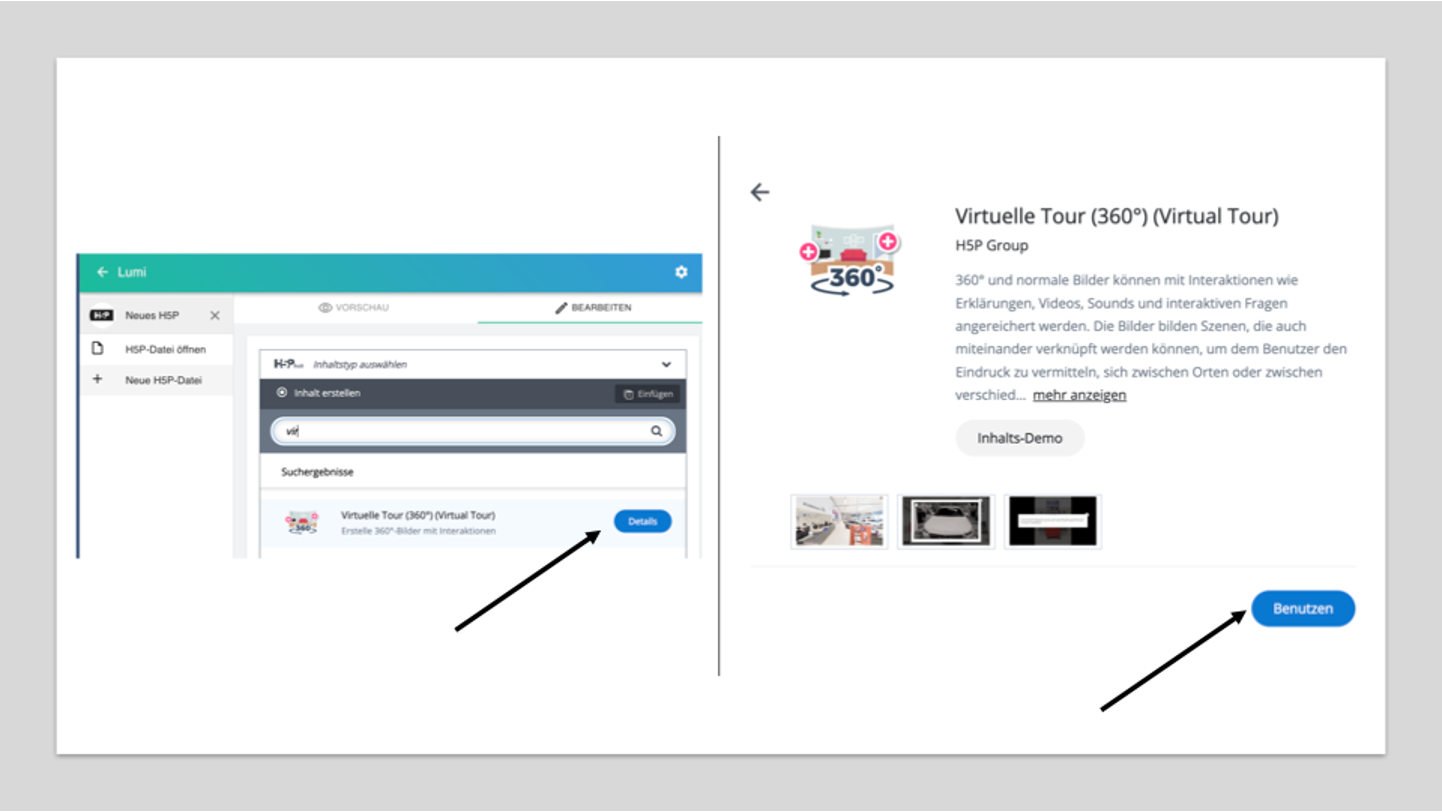 Lumi
Neues H5P
H5P-Datei öffnen
Neue H5P-Datei
VORSCHAU
BEARBEITEN
H5P Inhaltstyp auswählen
Inhalt erstellen
Einfügen
vir
Suchergebnisse
Virtuelle Tour (360°) (Virtual Tour)
Erstelle 360°-Bilder mit Interaktionen
Details
360°
Virtuelle Tour (360°) (Virtual Tour)
H5P Group
360° und normale Bilder können mit Interaktionen wie
Erklärungen, Videos, Sounds und interaktiven Fragen
angereichert werden. Die Bilder bilden Szenen, die auch
miteinander verknüpft werden können, um dem Benutzer den
Eindruck zu vermitteln, sich zwischen Orten oder zwischen
verschied... mehr anzeigen
Inhalts-Demo
Benutzen